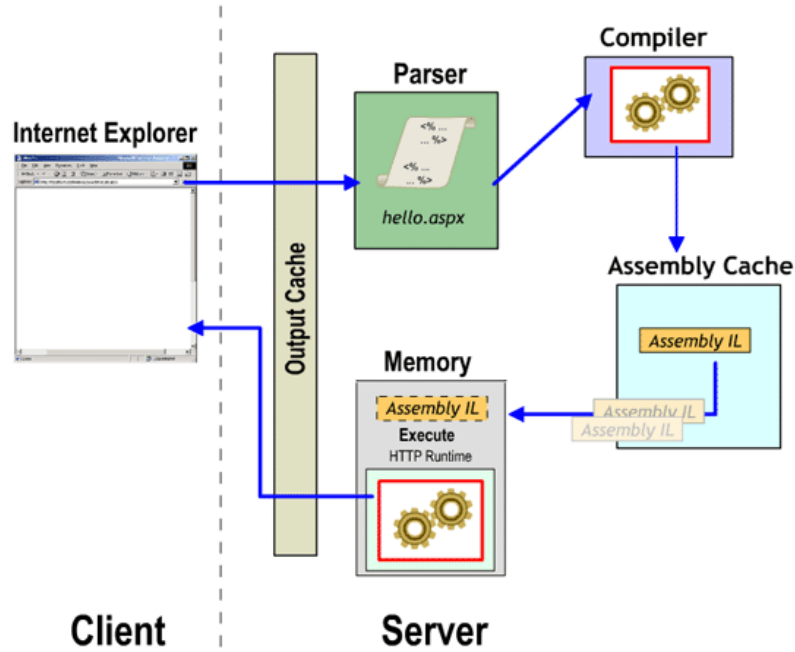 Compiler
Parser
Internet Explorer
<% ...
... %>
<% ...
... %>
hello.aspx
Assembly Cache
Output Cache
Assembly IL
Memory
Assembly IL
Assembly IL
Assembly IL
Execute
HTTP Runtime
Client
Server